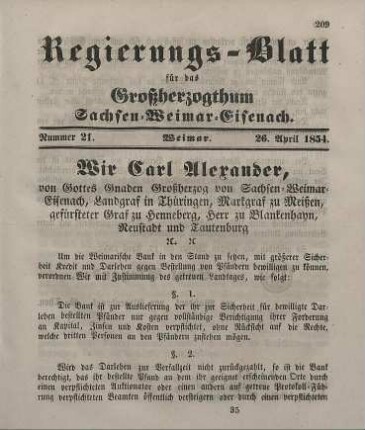 209
Regierungs-Blatt
für das
Großherzogthum
Sachsen-Weimar-Eisenach.
Nummer 21. Weimar. 26. April 1854.
Wir Carl Alexander,
von Gottes Gnaden Großherzog von Sachsen-Weimar-
Eisenach, Landgraf in Thüringen, Markgraf zu Meißen,
gefürsteter Graf zu Henneberg, Herr zu Blankenhayn,
Neustadt und Tautenburg
ꝛc. ꝛc.
Um die Weimarische Bank in den Stand zu setzen, mit größerer Sicher-
heit Kredit und Darlehen gegen Bestellung von Pfändern bewilligen zu können,
verordnen Wir mit Zustimmung des getreuen Landtages, wie folgt:
§. 1.
Die Bank ist zur Auslieferung der ihr zur Sicherheit für bewilligte Dar-
lehen bestellten Pfänder nur gegen vollständige Berichtigung ihrer Forderung
an Kapital, Zinsen und Kosten verpflichtet, ohne Rücksicht auf die Rechte,
welche dritten Personen an den Pfändern zustehen mögen.
§. 2.
Wird das Darlehen zur Verfallzeit nicht zurückgezahlt, so ist die Bank
berechtigt, das ihr bestellte Pfand an dem ihr geeignet erscheinenden Orte durch
einen verpflichteten Auktionator oder einen andern auf getreue Protokoll-Füh-
rung verpflichteten Beamten öffentlich versteigern oder durch einen verpflichteten
35